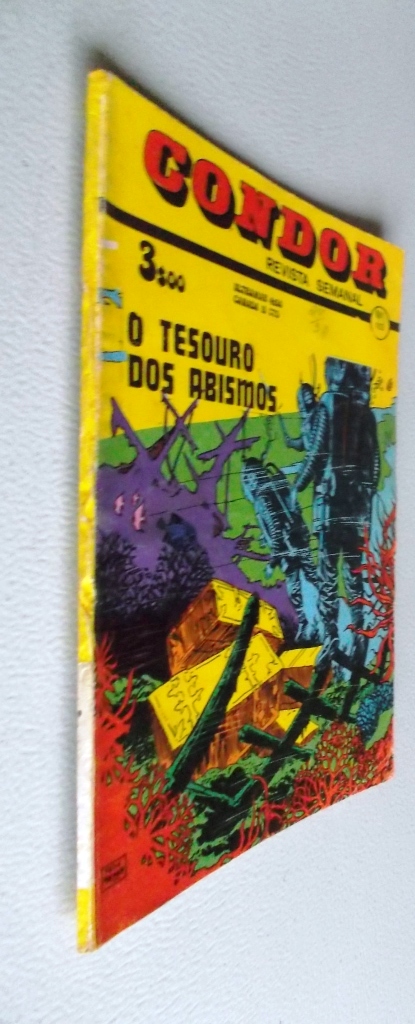 CONDOR
REVISTA SEMANAL
3$00
O TESOURO
DOS ABISMOS